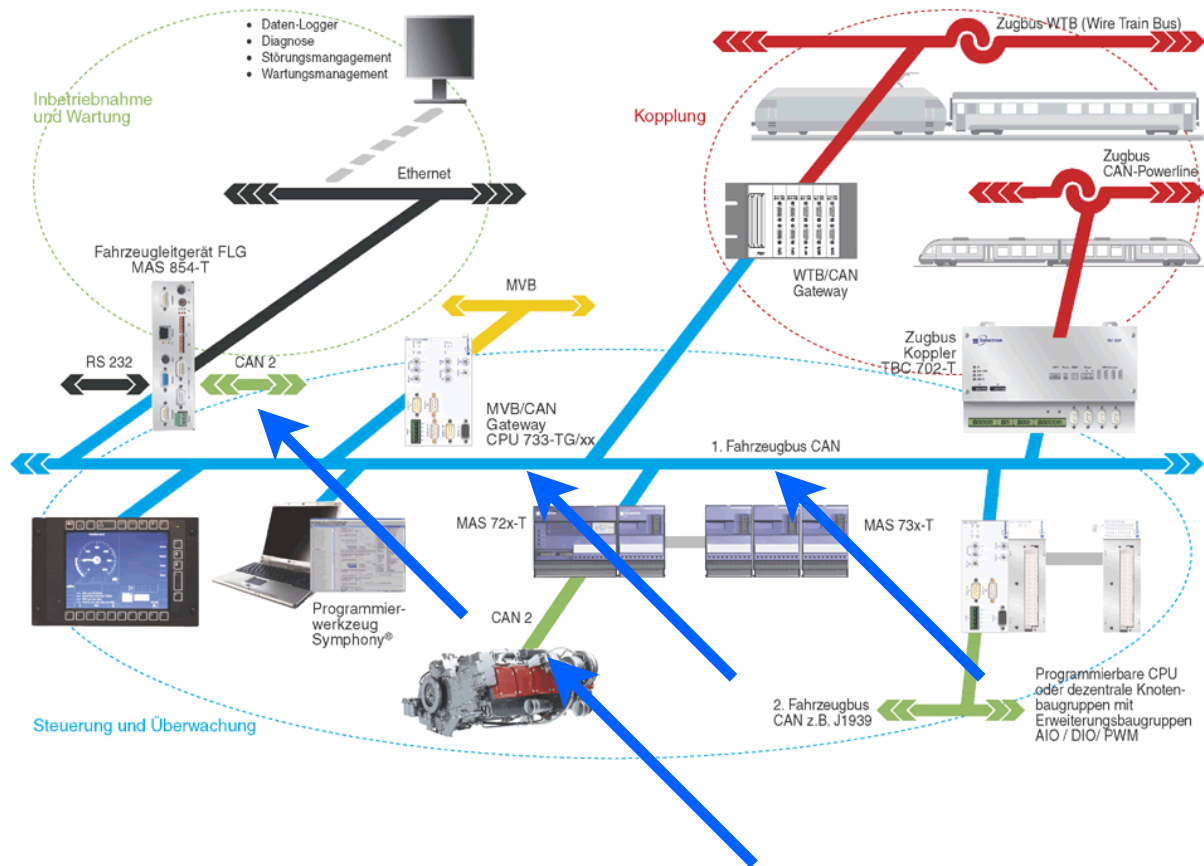 • Daten-Logger
• Diagnose
• Störungsmangagement
• Wartungsmanagement
Inbetriebnahme
und Wartung
Ethernet
Fahrzeugleitgerät FLG
MAS 854-T
RS 232
CAN 2
MVB
MVB/CAN
Gateway
CPU 733-TG/xx
Zugbus WTB (Wire Train Bus)
Kopplung
Zugbus
CAN-Powerline
WTB/CAN
Gateway
Zugbus
Koppler
TBC 702-T
1. Fahrzeugbus CAN
MAS 72x-T
MAS 73x-T
Programmier-
werkzeug
Symphony®
CAN 2
2. Fahrzeugbus
CAN z.B. J1939
Programmierbare CPU
oder dezentrale Knoten-
baugruppen mit
Erweiterungsbaugruppen
AIO / DIO/ PWM
Steuerung und Überwachung